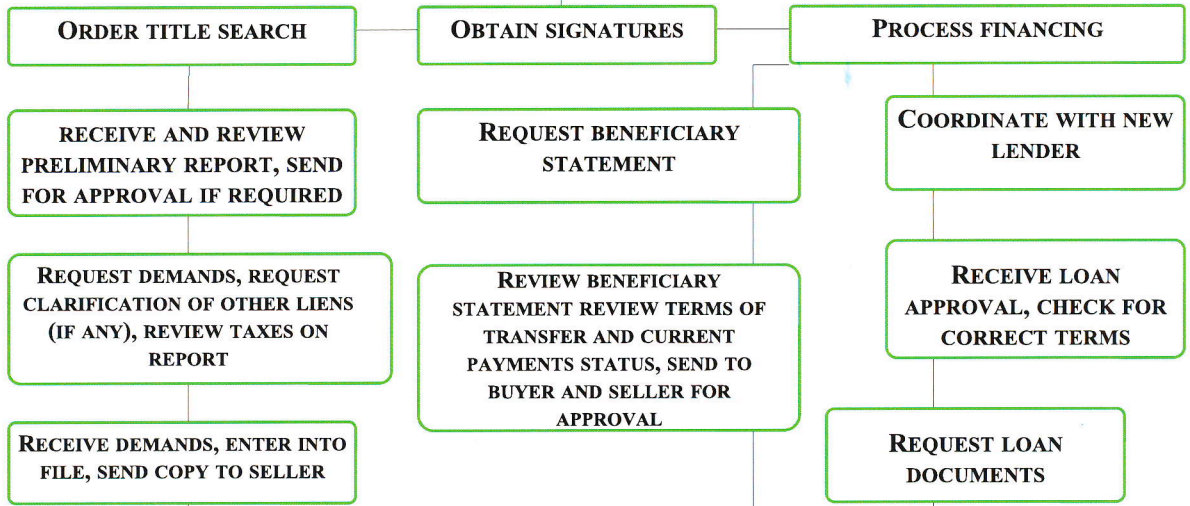 ORDER TITLE SEARCH
OBTAIN SIGNATURES
PROCESS FINANCING
RECEIVE AND REVIEW
PRELIMINARY REPORT, SEND
FOR APPROVAL IF REQUIRED
REQUEST BENEFICIARY
STATEMENT
COORDINATE WITH NEW
LENDER
REQUEST DEMANDS, REQUEST
CLARIFICATION OF OTHER LIENS
(IF ANY), REVIEW TAXES ON
REPORT
REVIEW BENEFICIARY
STATEMENT REVIEW TERMS OF
TRANSFER AND CURRENT
PAYMENTS STATUS, SEND TO
BUYER AND SELLER FOR
APPROVAL
RECEIVE LOAN
APPROVAL, CHECK FOR
CORRECT TERMS
RECEIVE DEMANDS, ENTER INTO
FILE, SEND COPY TO SELLER
REQUEST LOAN
DOCUMENTS